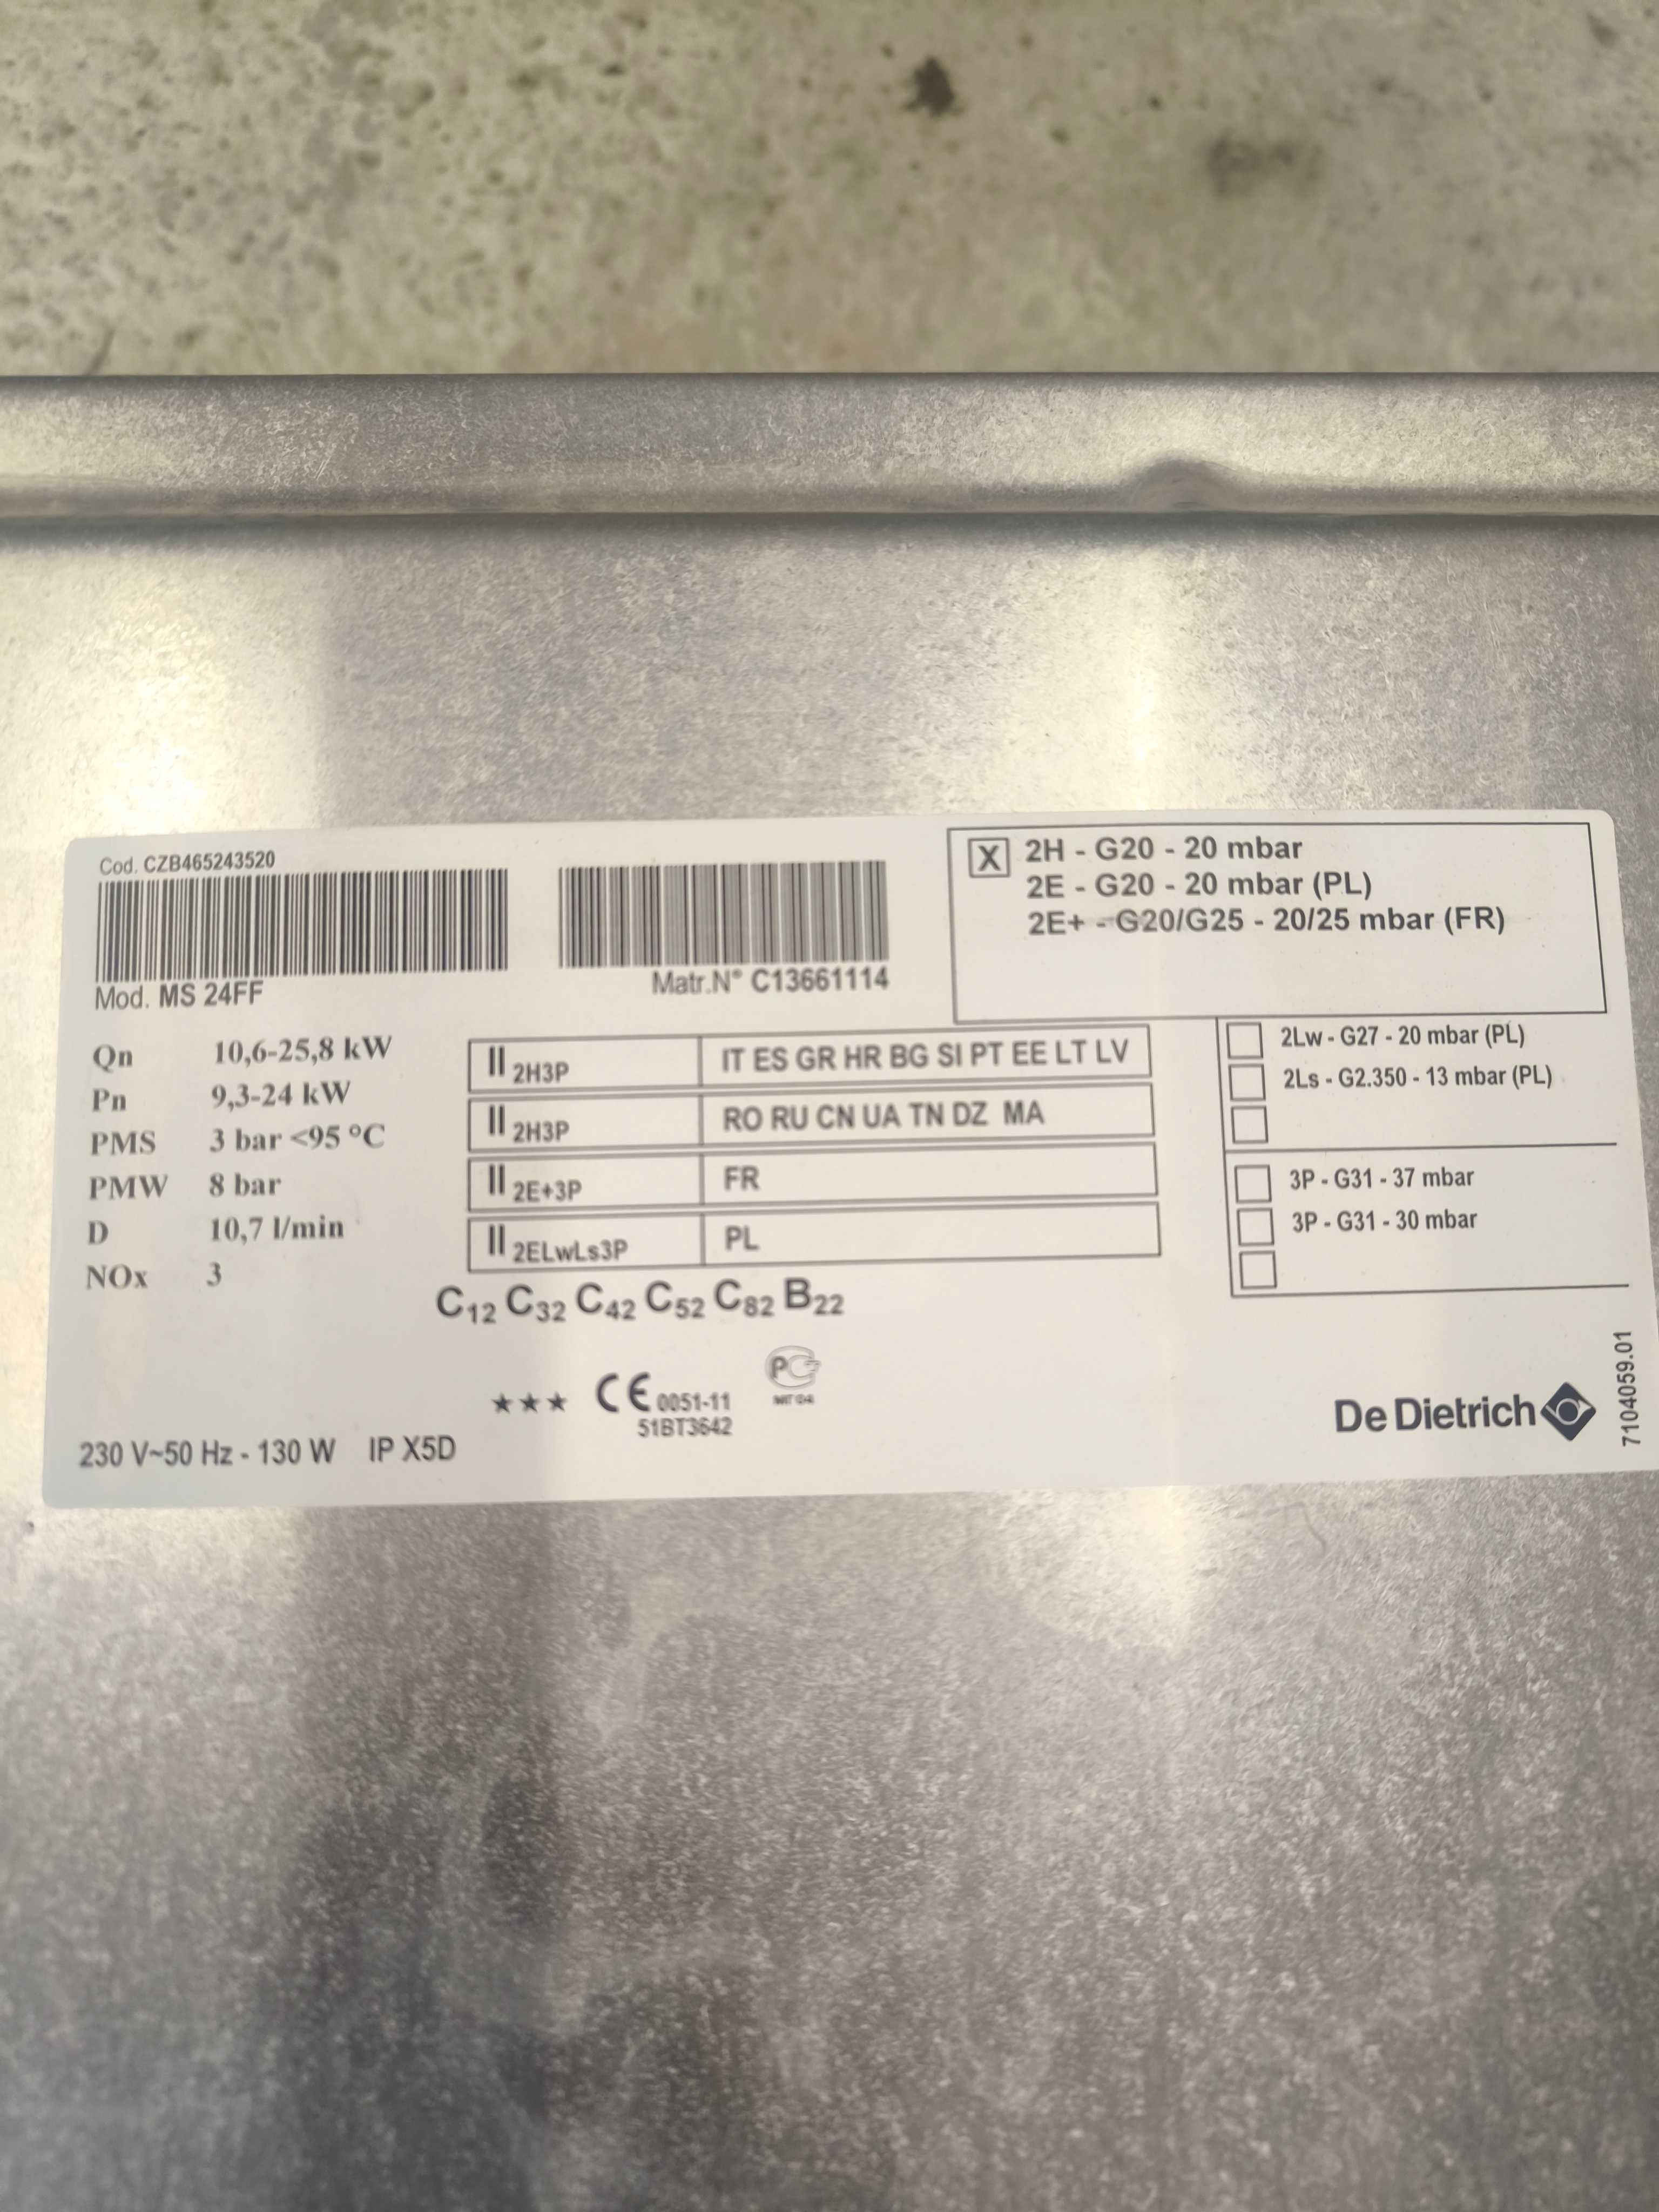 Cod. CZB465243520
Mod. MS 24FF
Matr.N° C13661114
X 2H - G20 - 20 mbar
2E - G20 - 20 mbar (PL)
2E+ - G20/G25 - 20/25 mbar (FR)
Qn 10,6-25,8 kW
Pn 9,3-24 kW
PMS 3 bar <95 °C
PMW 8 bar
D 10,7 l/min
NOx 3
II 2H3P IT ES GR HR BG SI PT EE LT LV
II 2H3P RO RU CN UA TN DZ MA
II 2E+3P FR
II 2ELwLs3P PL
2Lw - G27 - 20 mbar (PL)
2Ls - G2.350 - 13 mbar (PL)
3P - G31 - 37 mbar
3P - G31 - 30 mbar
C12 C32 C42 C52 C82 B22
★★★ CE 0051-11
51BT3642
230 V~50 Hz - 130 W IP X5D
De Dietrich
7104059.01